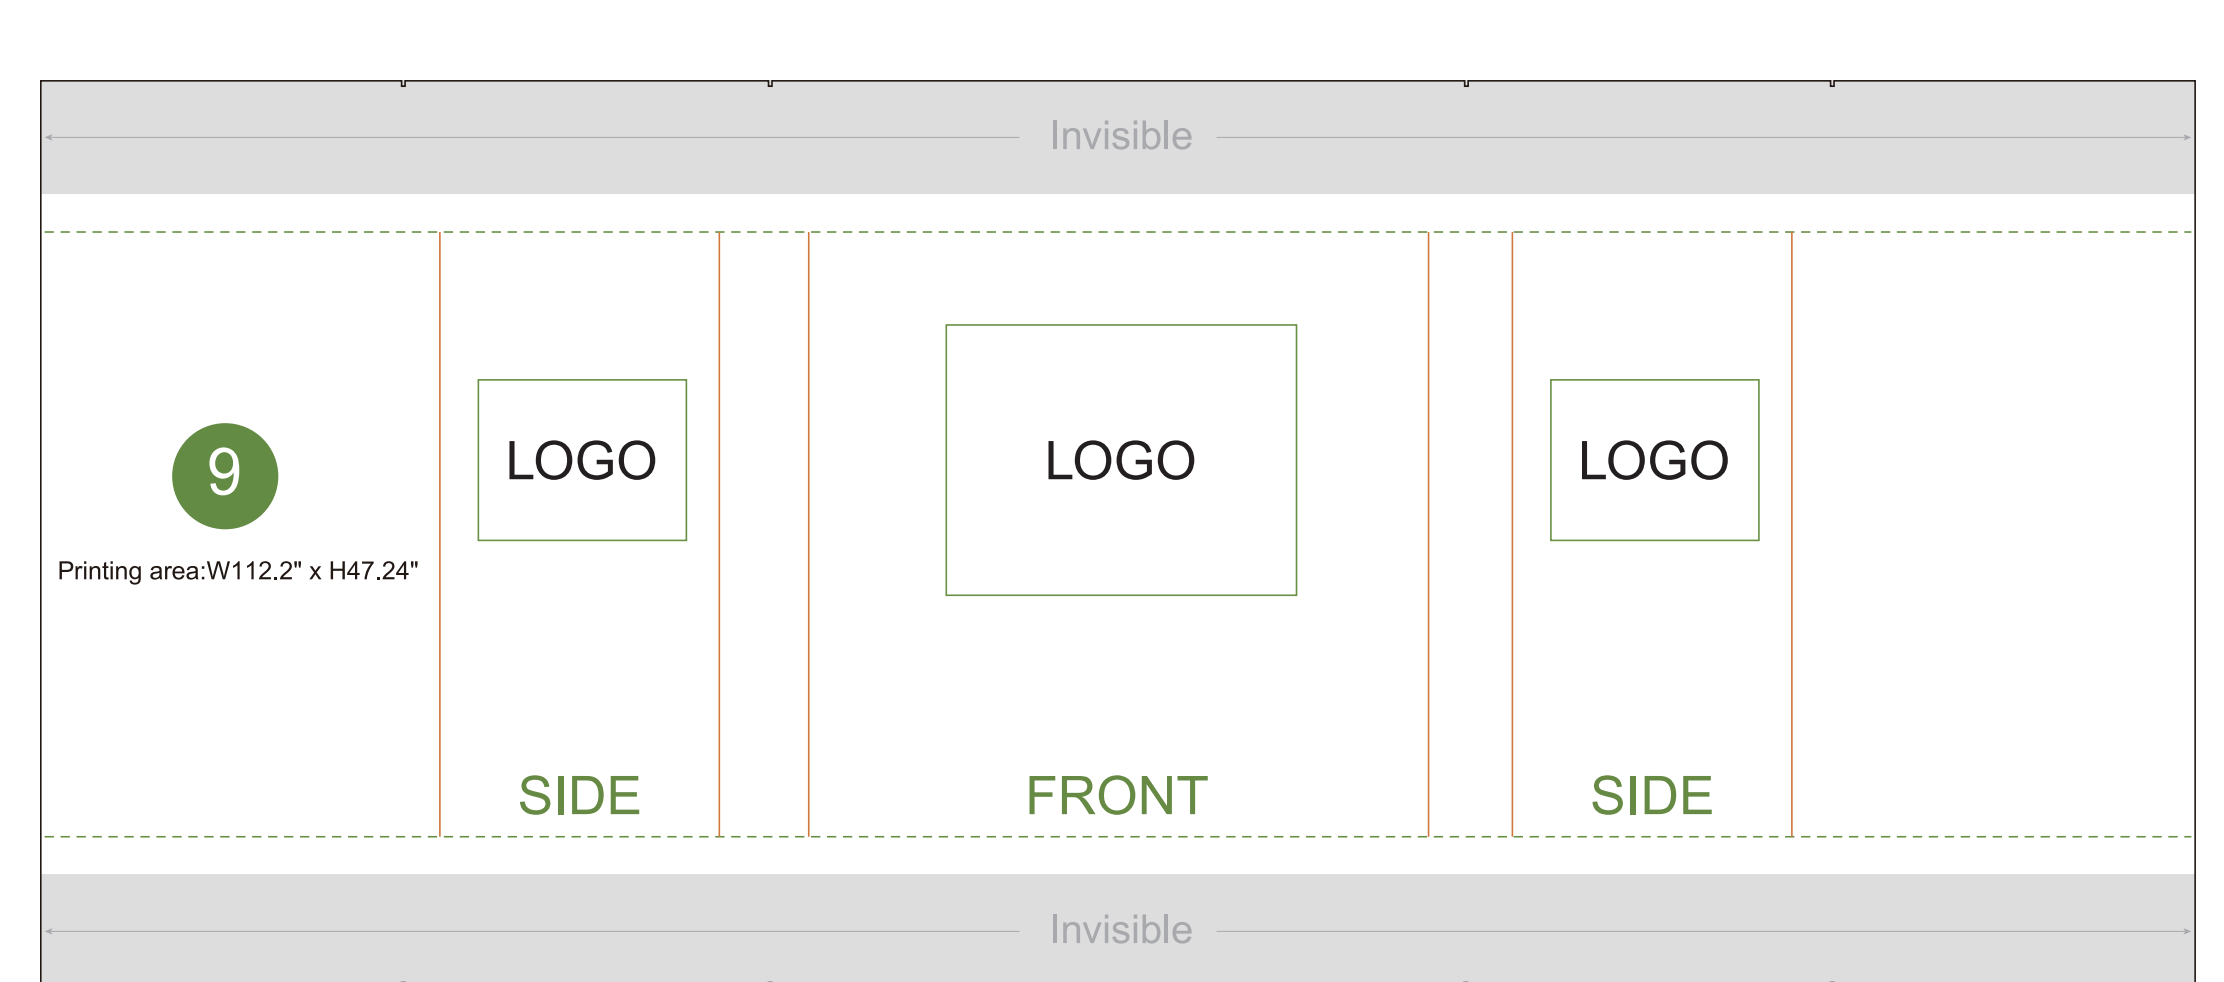 Invisible
9
Printing area:W112.2" x H47.24"
LOGO
LOGO
LOGO
SIDE
FRONT
SIDE
Invisible